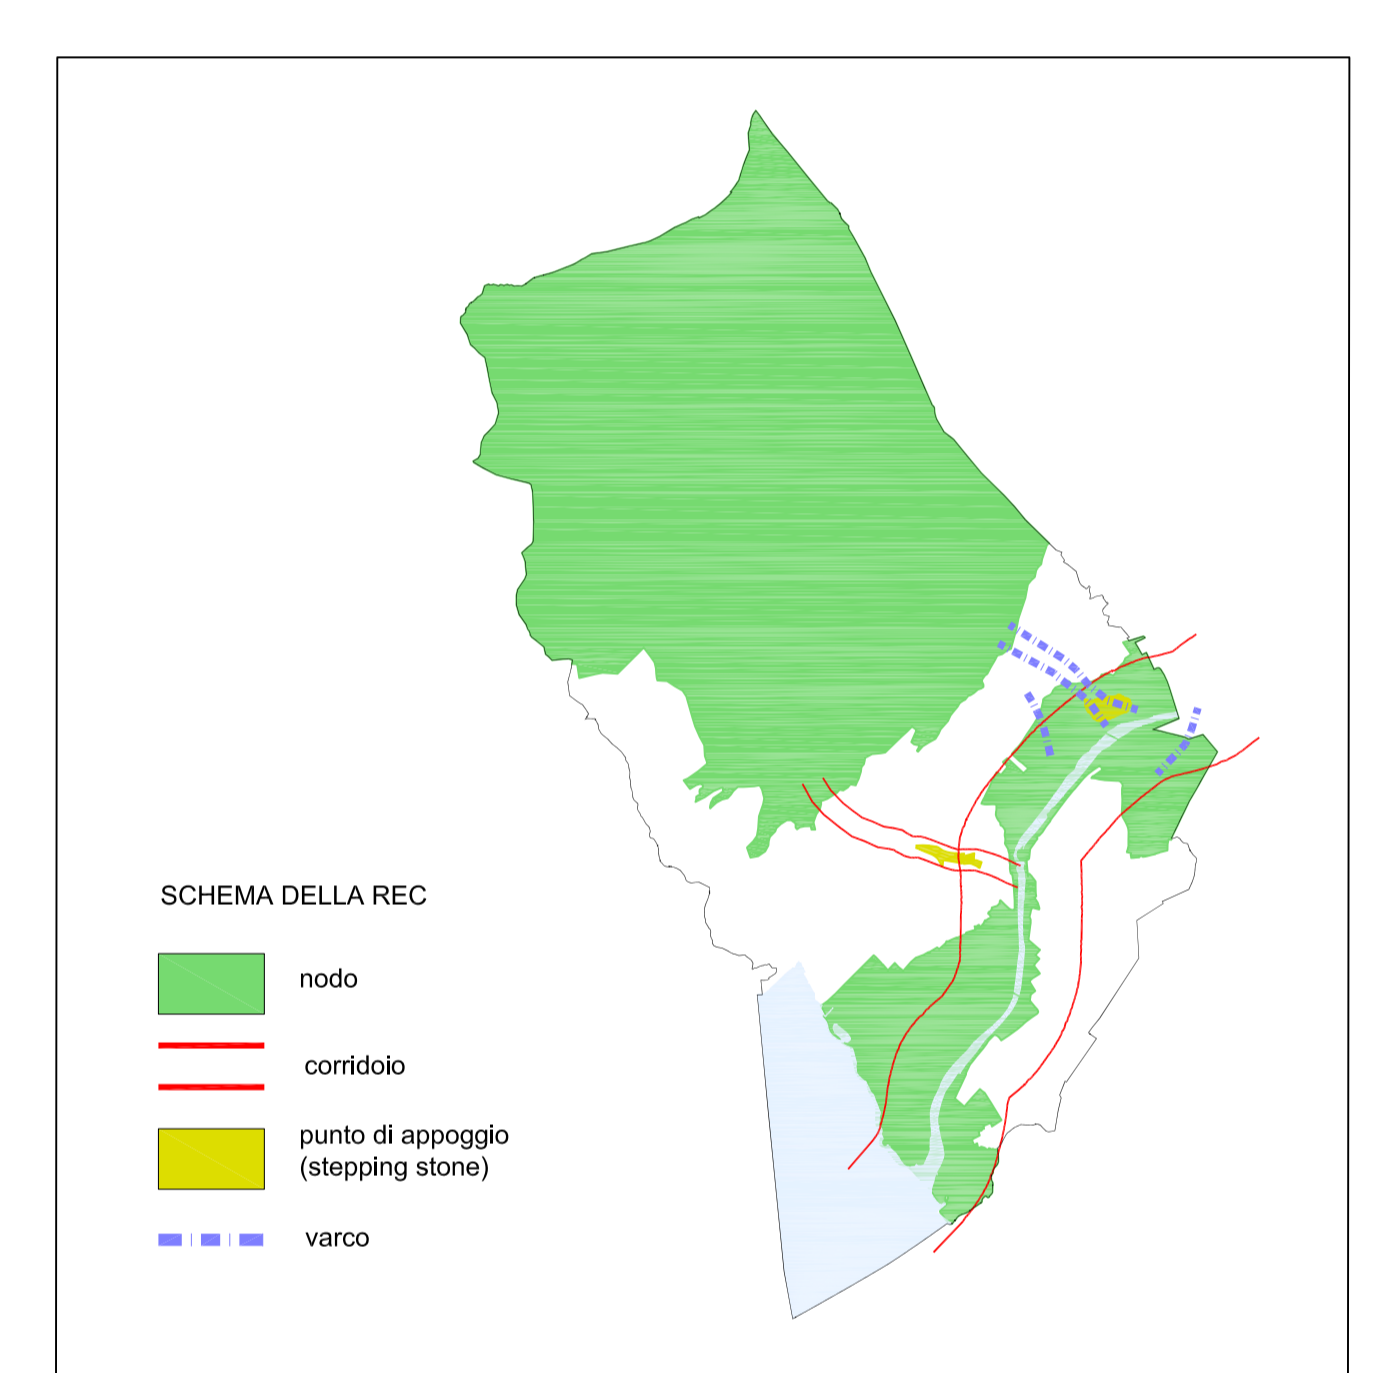 SCHEMA DELLA REC
nodo
corridoio
punto di appoggio
(stepping stone)
varco